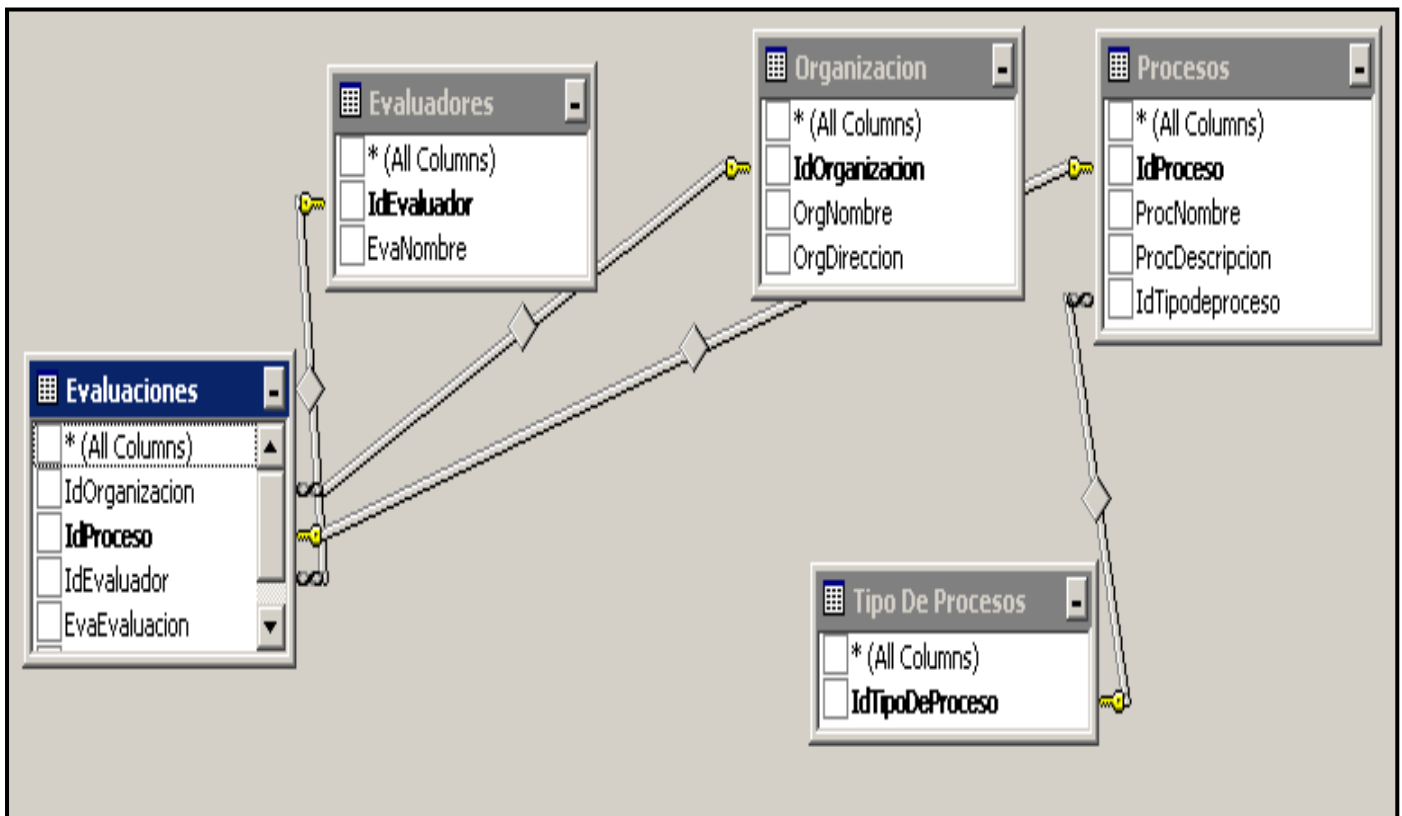 Evaluadores
* (All Columns)
IdEvaluador
EvaNombre
Organizacion
* (All Columns)
IdOrganizacion
OrgNombre
OrgDireccion
Procesos
* (All Columns)
IdProceso
ProcNombre
ProcDescripcion
IdTipodeproceso
Evaluaciones
* (All Columns)
IdOrganizacion
IdProceso
IdEvaluador
EvaEvaluacion
Tipo De Procesos
* (All Columns)
IdTipoDeProceso